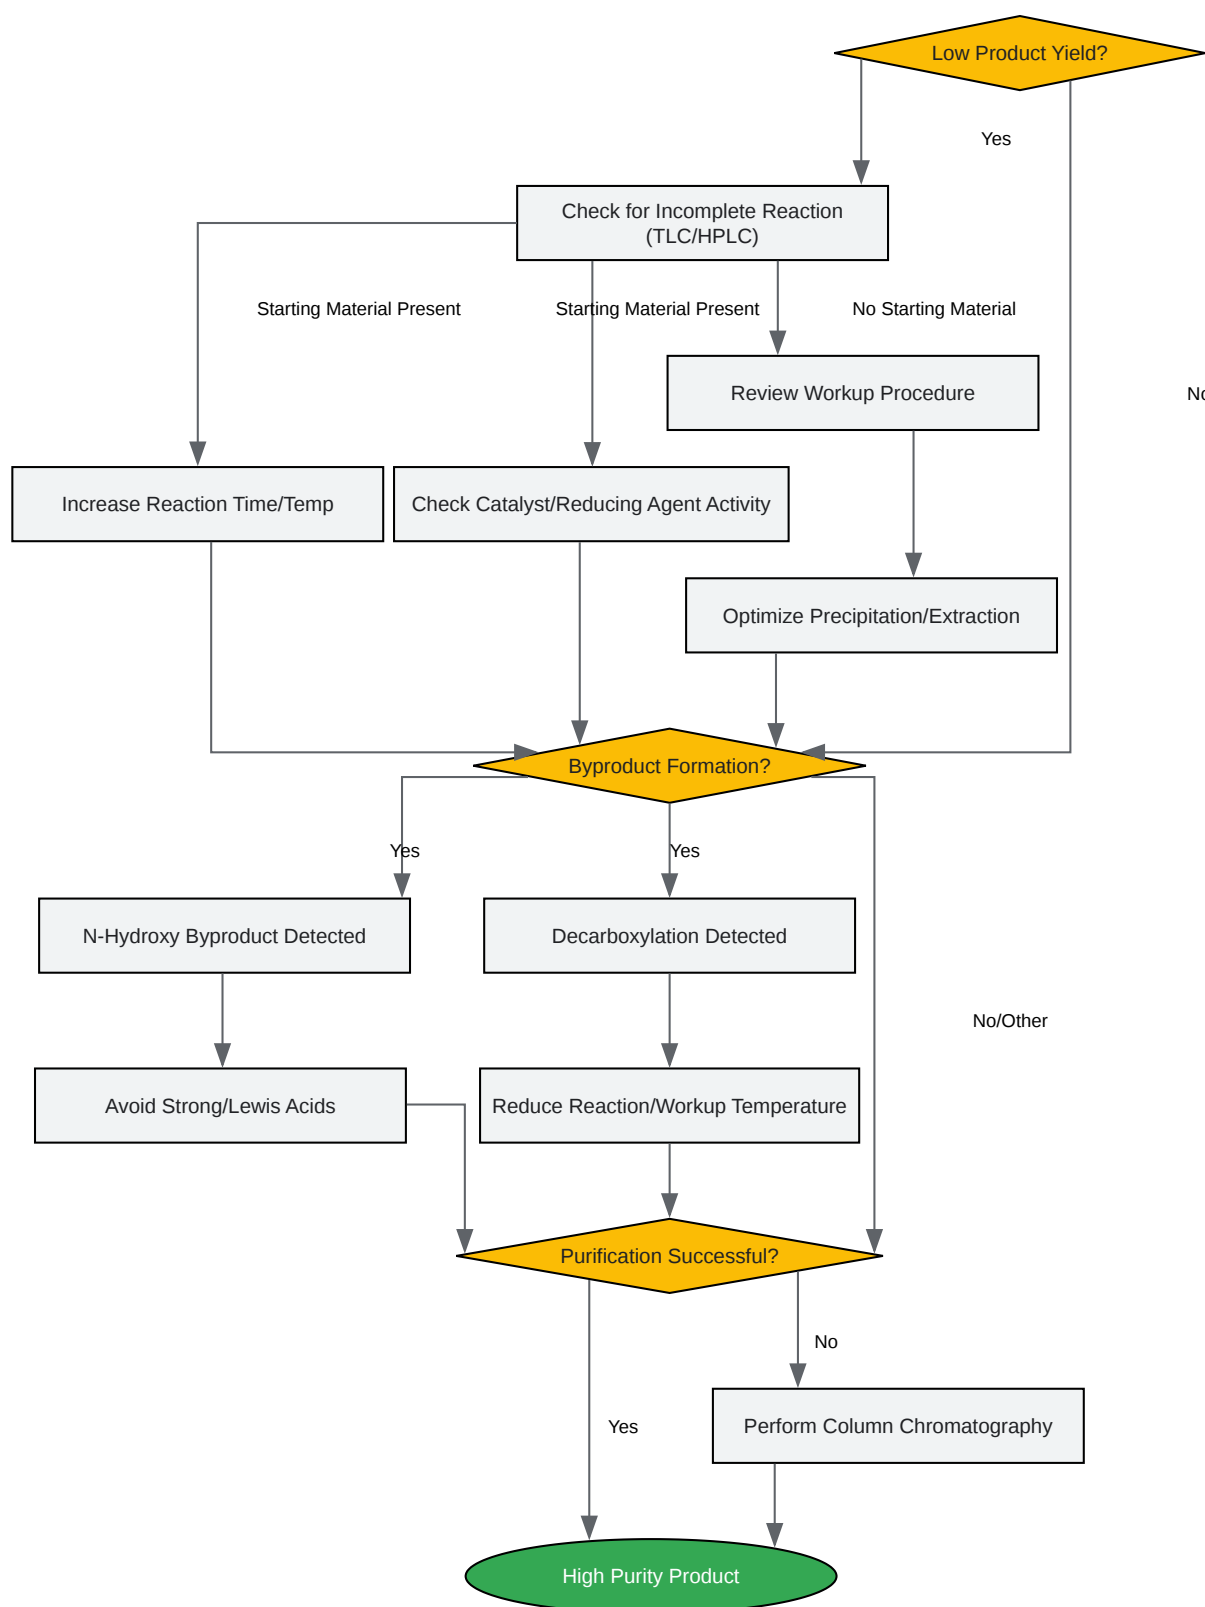 Low Product Yield?
Yes
Check for Incomplete Reaction
(TLC/HPLC)
Starting Material Present
Starting Material Present
No Starting Material
Review Workup Procedure
No
Increase Reaction Time/Temp
Check Catalyst/Reducing Agent Activity
Optimize Precipitation/Extraction
Byproduct Formation?
Yes
Yes
N-Hydroxy Byproduct Detected
Decarboxylation Detected
No/Other
Avoid Strong/Lewis Acids
Reduce Reaction/Workup Temperature
Purification Successful?
No
Yes
Perform Column Chromatography
High Purity Product